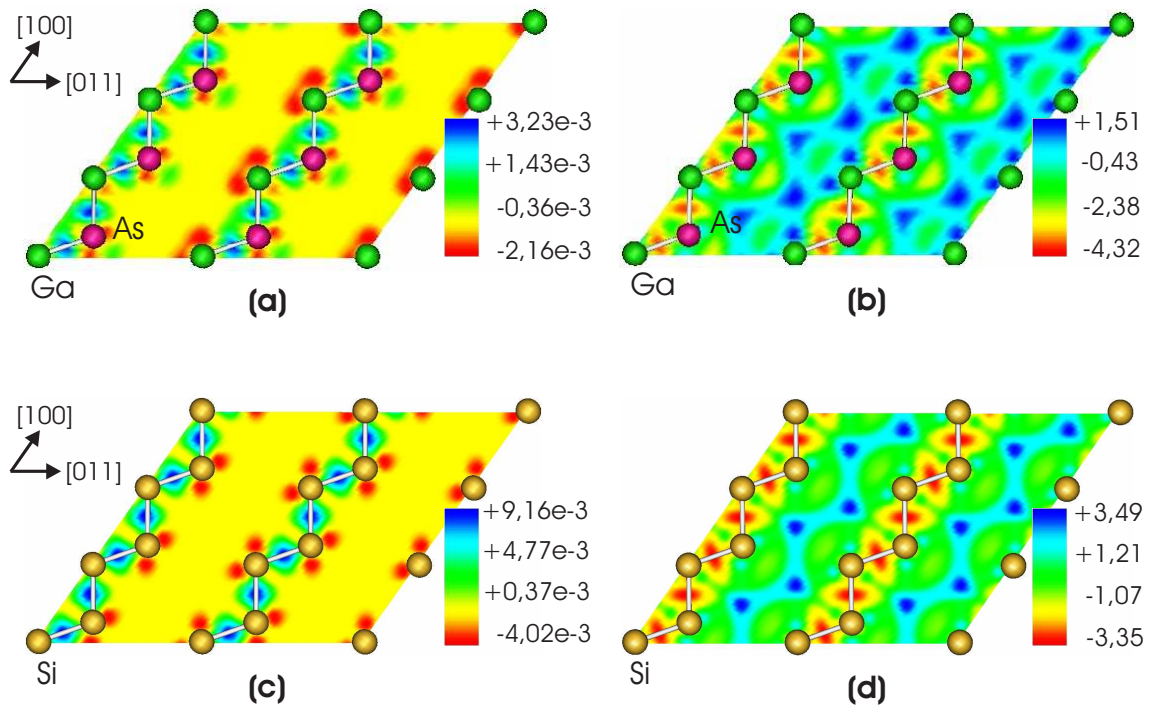 [100]
[011]
As
Ga
+3,23e-3
+1,43e-3
-0,36e-3
-2,16e-3
(a)
As
Ga
+1,51
-0,43
-2,38
-4,32
(b)
[100]
[011]
Si
+9,16e-3
+4,77e-3
+0,37e-3
-4,02e-3
(c)
Si
+3,49
+1,21
-1,07
-3,35
(d)